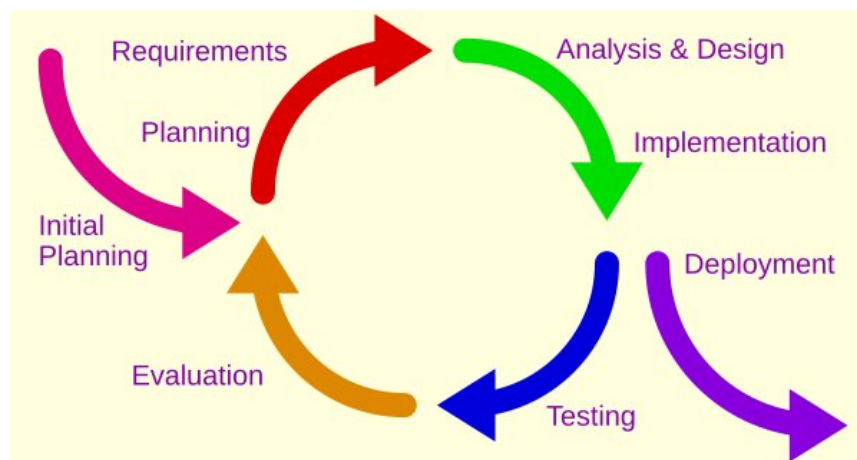 Requirements
Analysis & Design
Planning
Implementation
Initial
Planning
Deployment
Evaluation
Testing